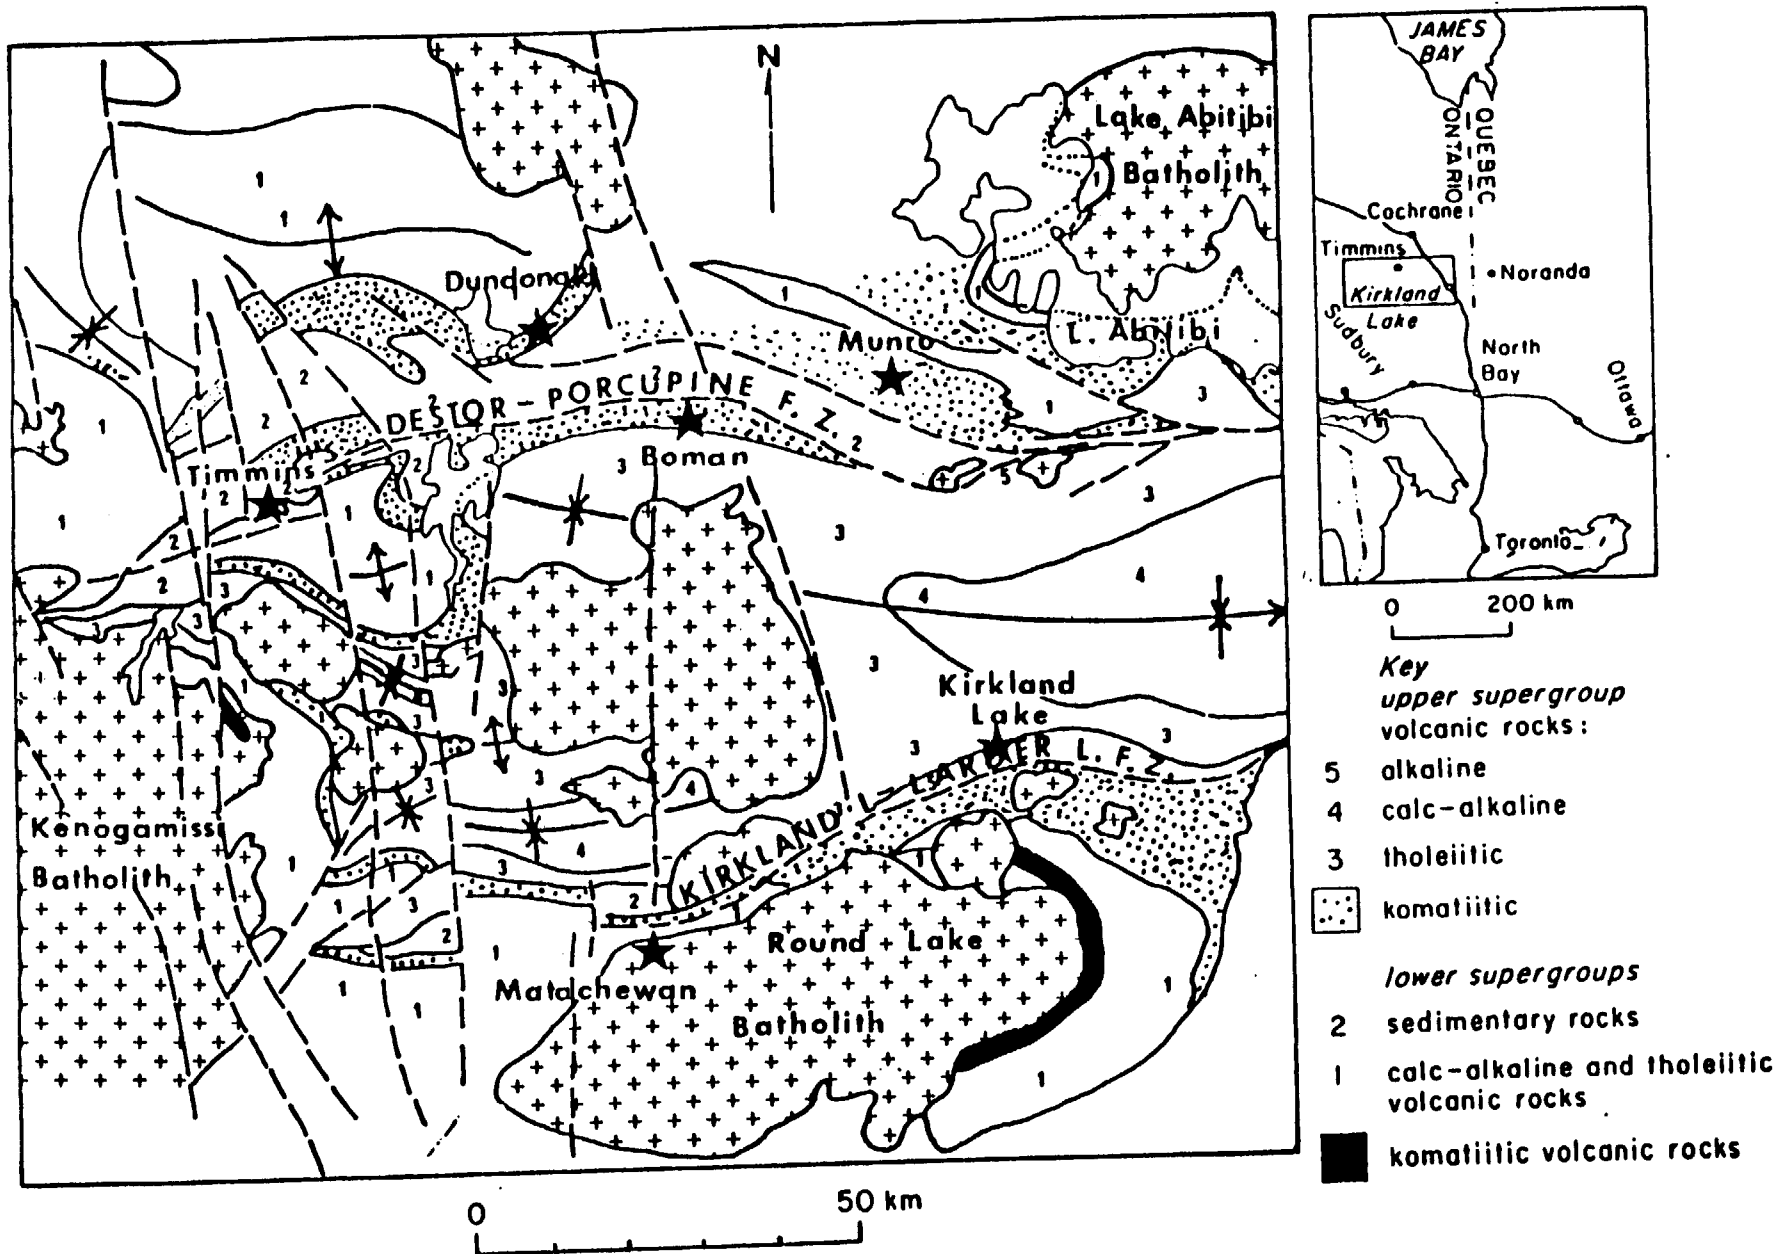 N
Lake Abitibi
Batholith
Dundonald
L. Abitibi
Munro
DESTOR - PORCUPINE F. Z.
Timmins
Boman
Kirkland
Lake
KIRKLAND L - LARDER L. F. Z.
Kenogamissi
Batholith
Round Lake
Batholith
Matachewan
0 50 km
JAMES
BAY
ONTARIO
QUEBEC
Cochrane
Timmins
Noranda
Kirkland
Lake
Sudbury
North
Bay
Ottawa
Toronto
0 200 km
Key
upper supergroup
volcanic rocks :
5 alkaline
4 calc-alkaline
3 tholeiitic
komatiitic
lower supergroups
2 sedimentary rocks
1 calc-alkaline and tholeiitic
volcanic rocks
komatiitic volcanic rocks